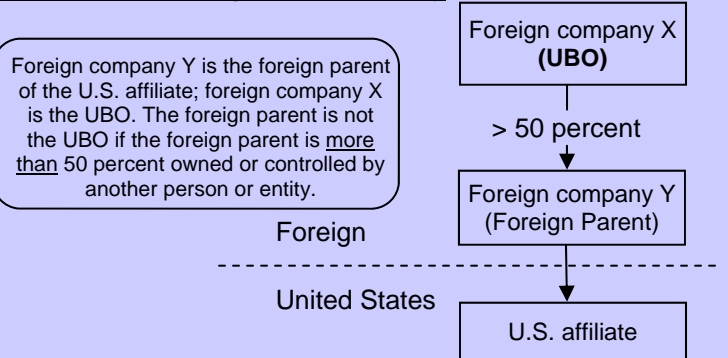 Foreign company X
(UBO)
Foreign company Y is the foreign parent
of the U.S. affiliate; foreign company X
is the UBO. The foreign parent is not
the UBO if the foreign parent is more
than 50 percent owned or controlled by
another person or entity.
> 50 percent
Foreign company Y
(Foreign Parent)
Foreign
United States
U.S. affiliate